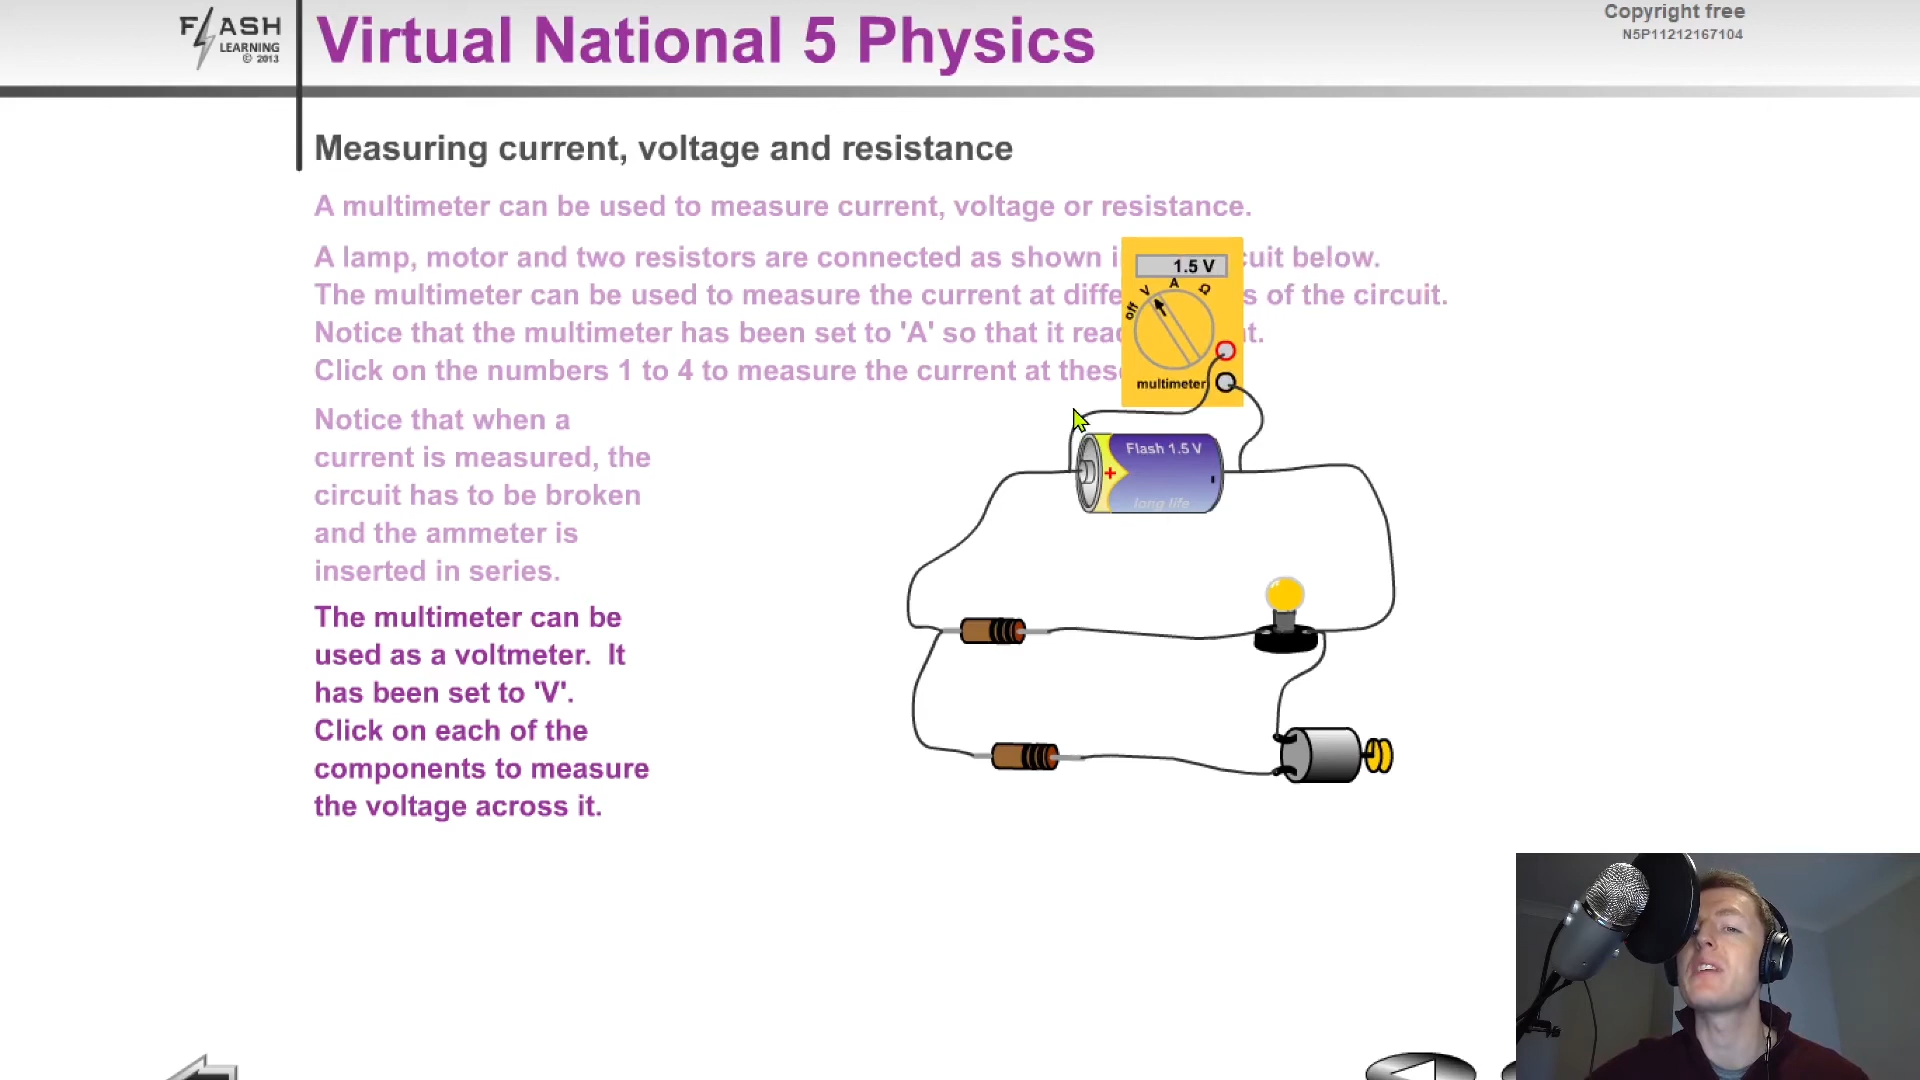 FLASH
LEARNING
© 2013
Virtual National 5 Physics
Copyright free
N5P11212167104
Measuring current, voltage and resistance
A multimeter can be used to measure current, voltage or resistance.
A lamp, motor and two resistors are connected as shown i cuit below.
The multimeter can be used to measure the current at diffe s of the circuit.
Notice that the multimeter has been set to 'A' so that it read t.
Click on the numbers 1 to 4 to measure the current at these
1.5 V
off V A Ω
multimeter
Notice that when a
current is measured, the
circuit has to be broken
and the ammeter is
inserted in series.
Flash 1.5 V
+ -
long life
The multimeter can be
used as a voltmeter. It
has been set to 'V'.
Click on each of the
components to measure
the voltage across it.